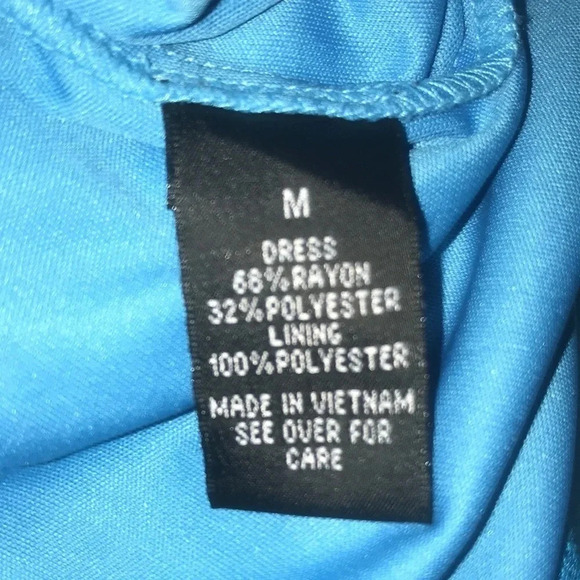 M
DRESS
68%RAYON
32%POLYESTER
LINING
100%POLYESTER
MADE IN VIETNAM
SEE OVER FOR
CARE